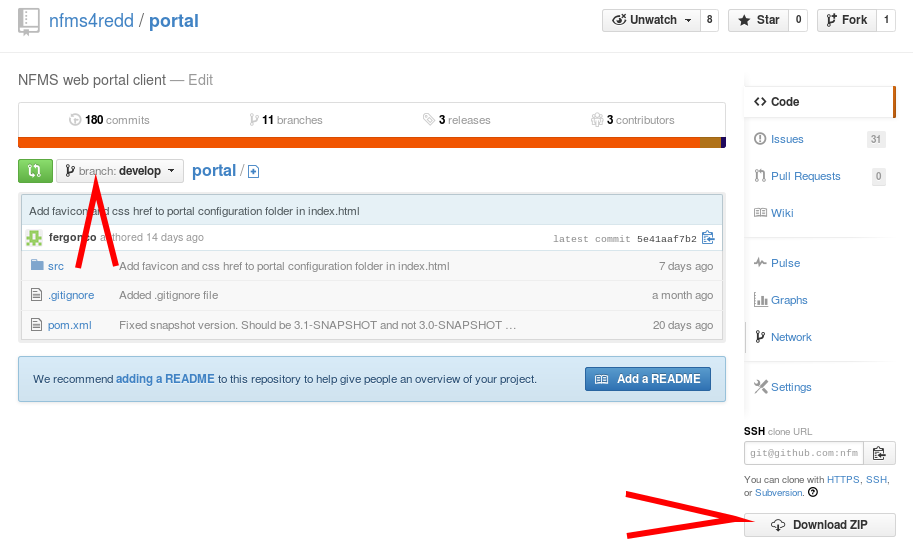 nfms4redd / portal
Unwatch 8
Star 0
Fork 1
NFMS web portal client — Edit
180 commits
11 branches
3 releases
3 contributors
branch: develop
portal /
Add favicon and css href to portal configuration folder in index.html
fergonco authored 14 days ago
latest commit 5e41aaf7b2
src Add favicon and css href to portal configuration folder in index.html 7 days ago
.gitignore Added .gitignore file a month ago
pom.xml Fixed snapshot version. Should be 3.1-SNAPSHOT and not 3.0-SNAPSHOT … 20 days ago
We recommend adding a README to this repository to help give people an overview of your project.
Add a README
Code
Issues 31
Pull Requests 0
Wiki
Pulse
Graphs
Network
Settings
SSH clone URL
git@github.com:nfm
You can clone with HTTPS, SSH,
or Subversion.
Download ZIP